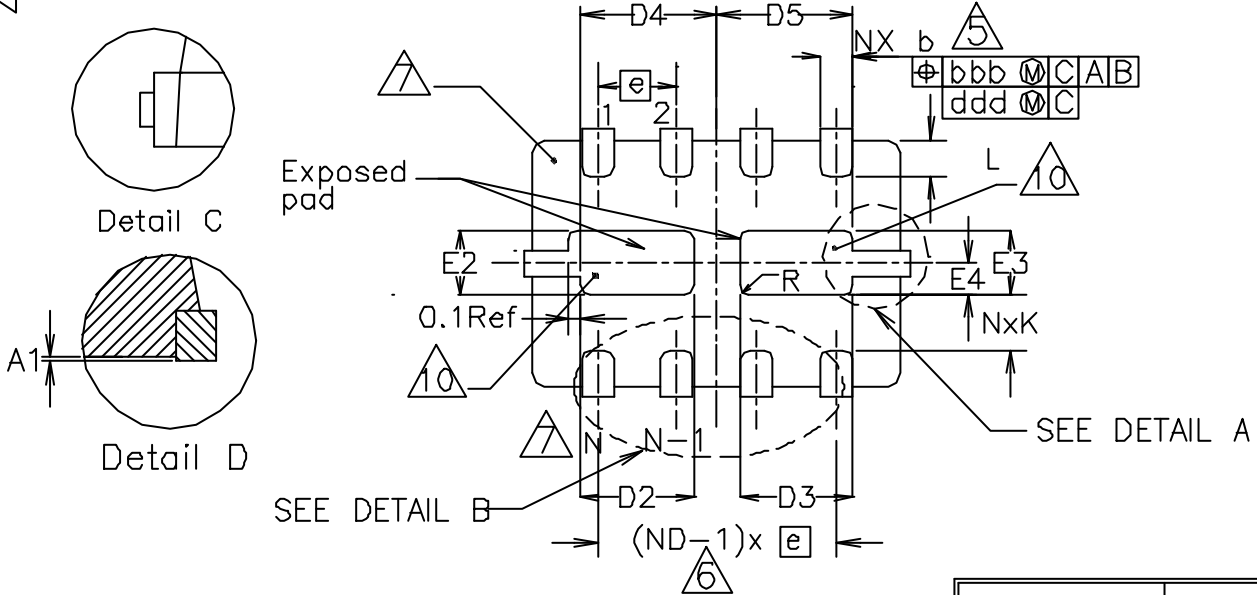 D4 D5
NX b 5
bbb Ⓜ C A B
ddd Ⓜ C
7
e
1 2
L
10
Exposed
pad
Detail C
E2
E3
E4
R
0.1Ref
NxK
A1
10
7 N N-1
SEE DETAIL A
Detail D
D2 D3
SEE DETAIL B
(ND-1)x e
6